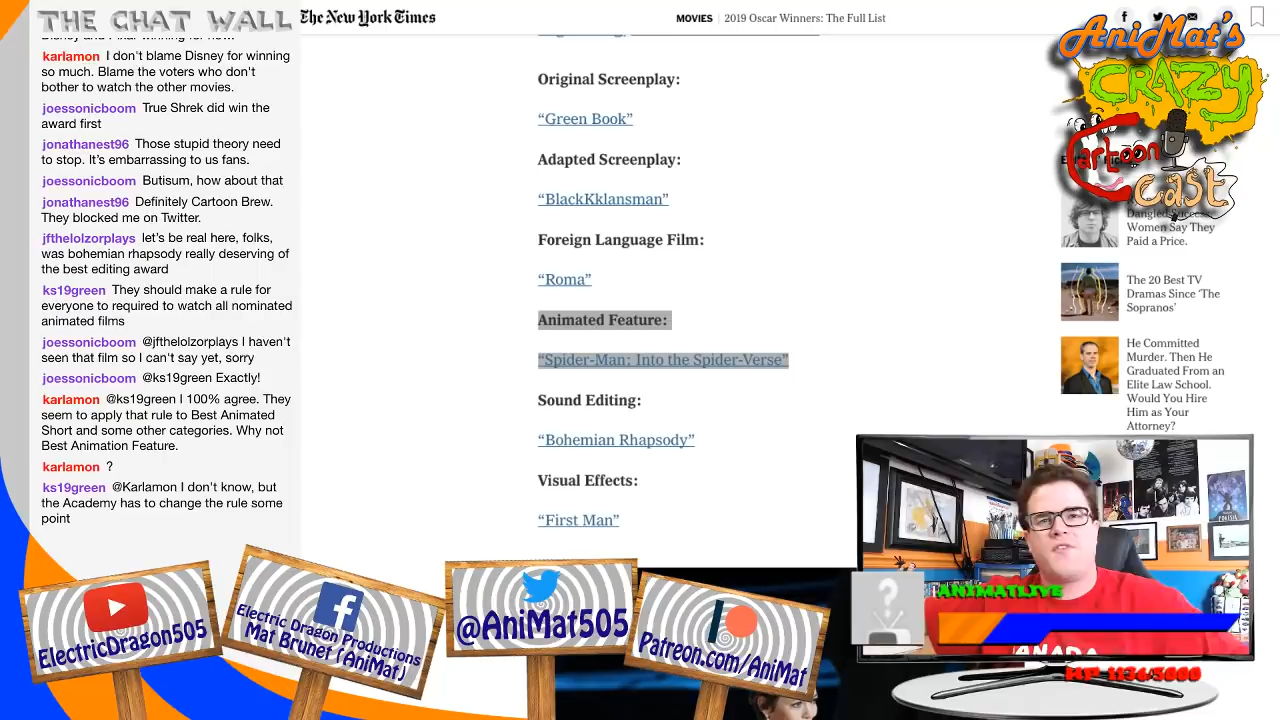 THE CHAT WALL
The New York Times
MOVIES | 2019 Oscar Winners: The Full List
karlamon I don't blame Disney for winning
so much. Blame the voters who don't
bother to watch the other movies.
joessonicboom True Shrek did win the
award first
jonathanest96 Those stupid theory need
to stop. It's embarrassing to us fans.
joessonicboom Butisum, how about that
jonathanest96 Definitely Cartoon Brew.
They blocked me on Twitter.
jfthelolzorplays let's be real here, folks,
was bohemian rhapsody really deserving of
the best editing award
ks19green They should make a rule for
everyone to required to watch all nominated
animated films
joessonicboom @jfthelolzorplays I haven't
seen that film so I can't say yet, sorry
joessonicboom @ks19green Exactly!
karlamon @ks19green I 100% agree. They
seem to apply that rule to Best Animated
Short and some other categories. Why not
Best Animation Feature.
karlamon ?
ks19green @Karlamon I don't know, but
the Academy has to change the rule some
point
Original Screenplay:
“Green Book”
Adapted Screenplay:
“BlacKkKlansman”
Foreign Language Film:
“Roma”
Animated Feature:
“Spider-Man: Into the Spider-Verse”
Sound Editing:
“Bohemian Rhapsody”
Visual Effects:
“First Man”
AniMat's
CRAZY
Cartoon
Cast
Dangled Success,
Women Say They
Paid a Price.
The 20 Best TV
Dramas Since ‘The
Sopranos’
He Committed
Murder. Then He
Graduated From an
Elite Law School.
Would You Hire
Him as Your
Attorney?
ElectricDragon505
Electric Dragon Productions
Mat Brunet (AniMat)
@AniMat505
Patreon.com/AniMat
ANIMATLIVE
ANADA
HP-1136/5000